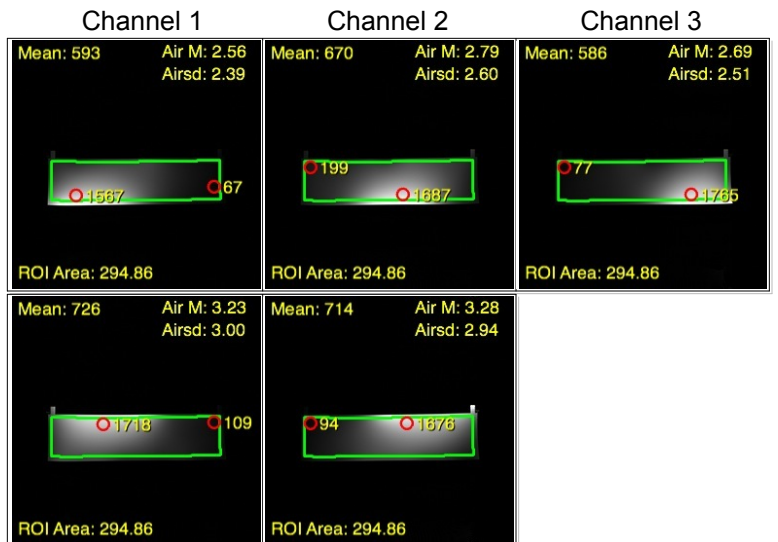 Channel 1 Channel 2 Channel 3
Mean: 593 Air M: 2.56
Airsd: 2.39
67
1567
ROI Area: 294.86
Mean: 670 Air M: 2.79
Airsd: 2.60
199
1687
ROI Area: 294.86
Mean: 586 Air M: 2.69
Airsd: 2.51
77
1765
ROI Area: 294.86
Mean: 726 Air M: 3.23
Airsd: 3.00
1718 109
ROI Area: 294.86
Mean: 714 Air M: 3.28
Airsd: 2.94
94 1676
ROI Area: 294.86